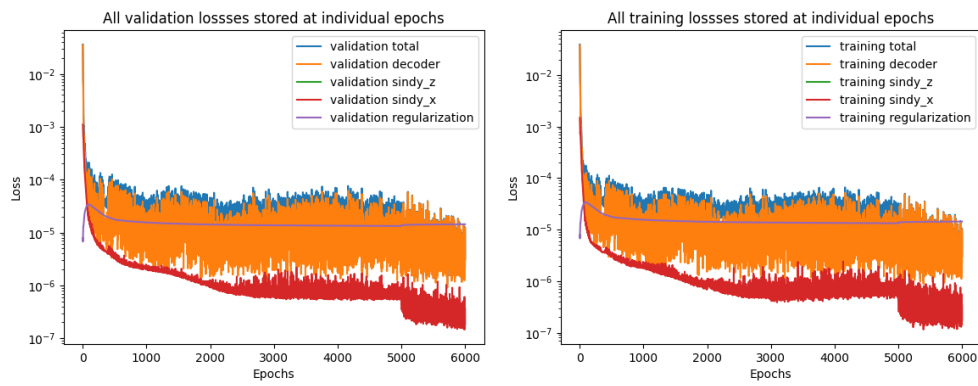 All validation lossses stored at individual epochs
validation total
validation decoder
validation sindy_z
validation sindy_x
validation regularization
10⁻²
10⁻³
10⁻⁴
10⁻⁵
10⁻⁶
10⁻⁷
Loss
0 1000 2000 3000 4000 5000 6000
Epochs
All training lossses stored at individual epochs
training total
training decoder
training sindy_z
training sindy_x
training regularization
10⁻²
10⁻³
10⁻⁴
10⁻⁵
10⁻⁶
10⁻⁷
Loss
0 1000 2000 3000 4000 5000 6000
Epochs